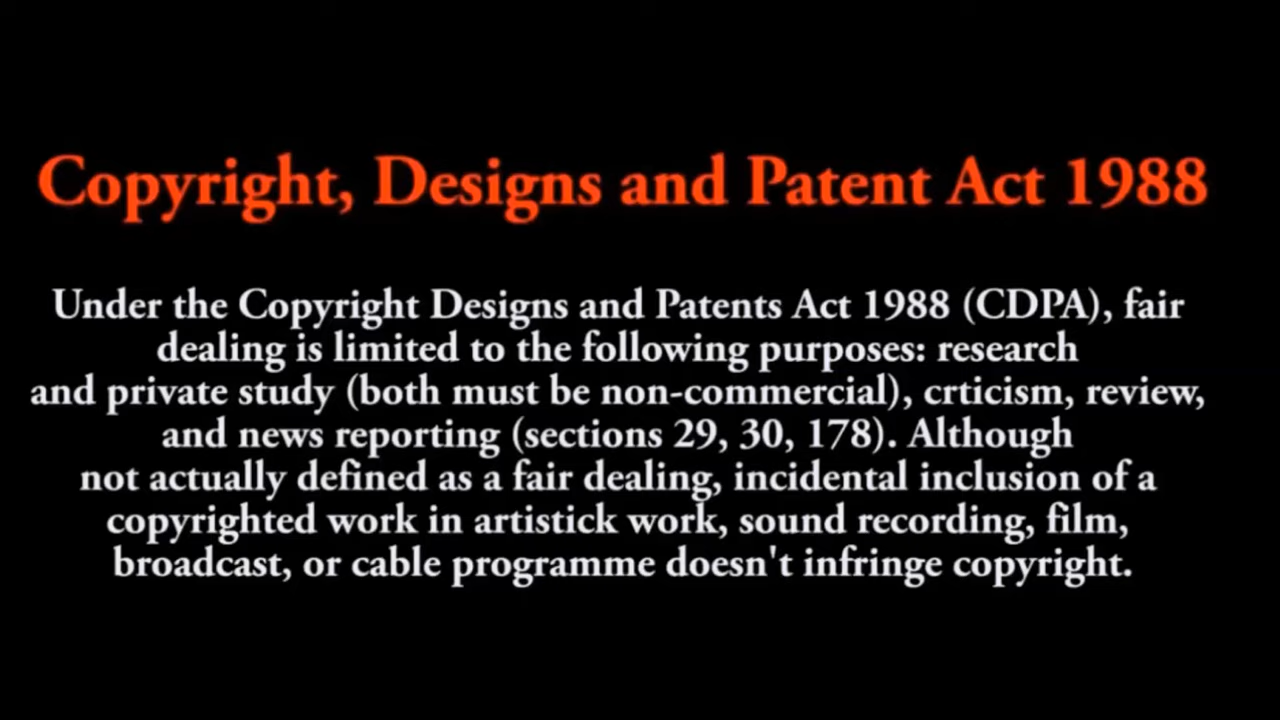 Copyright, Designs and Patent Act 1988
Under the Copyright Designs and Patents Act 1988 (CDPA), fair
dealing is limited to the following purposes: research
and private study (both must be non-commercial), crticism, review,
and news reporting (sections 29, 30, 178). Although
not actually defined as a fair dealing, incidental inclusion of a
copyrighted work in artistick work, sound recording, film,
broadcast, or cable programme doesn't infringe copyright.